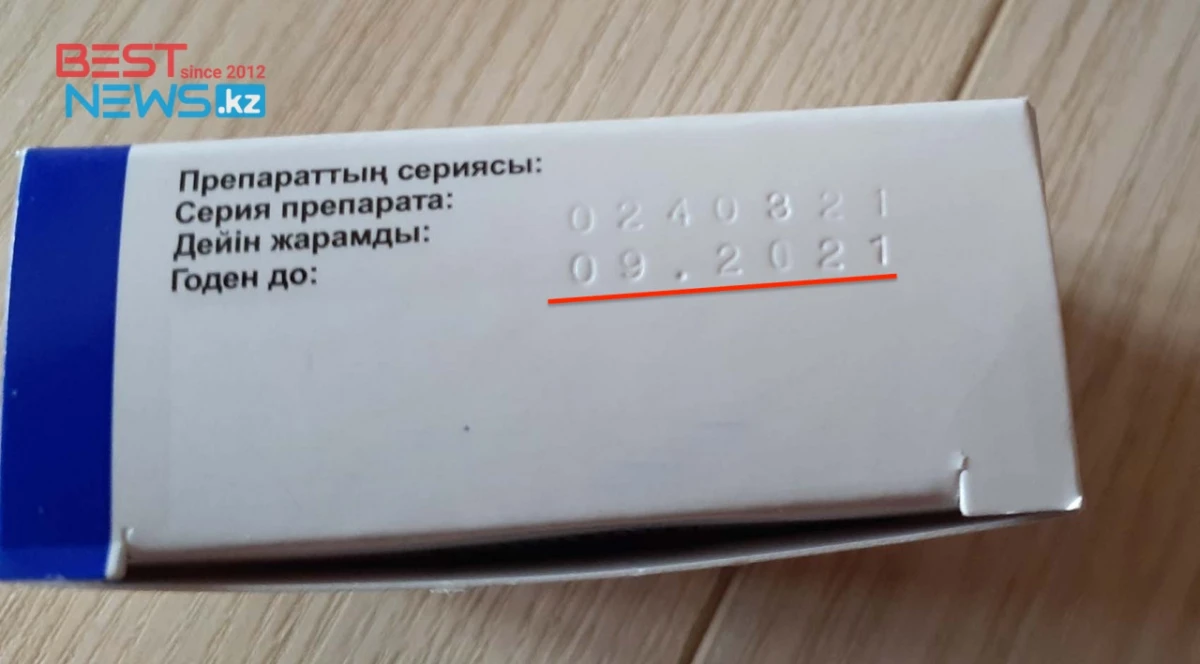 BEST since 2012
NEWS.kz
Препараттың сериясы:
Серия препарата:
Дейін жарамды:
Годен до:
0240321
09.2021